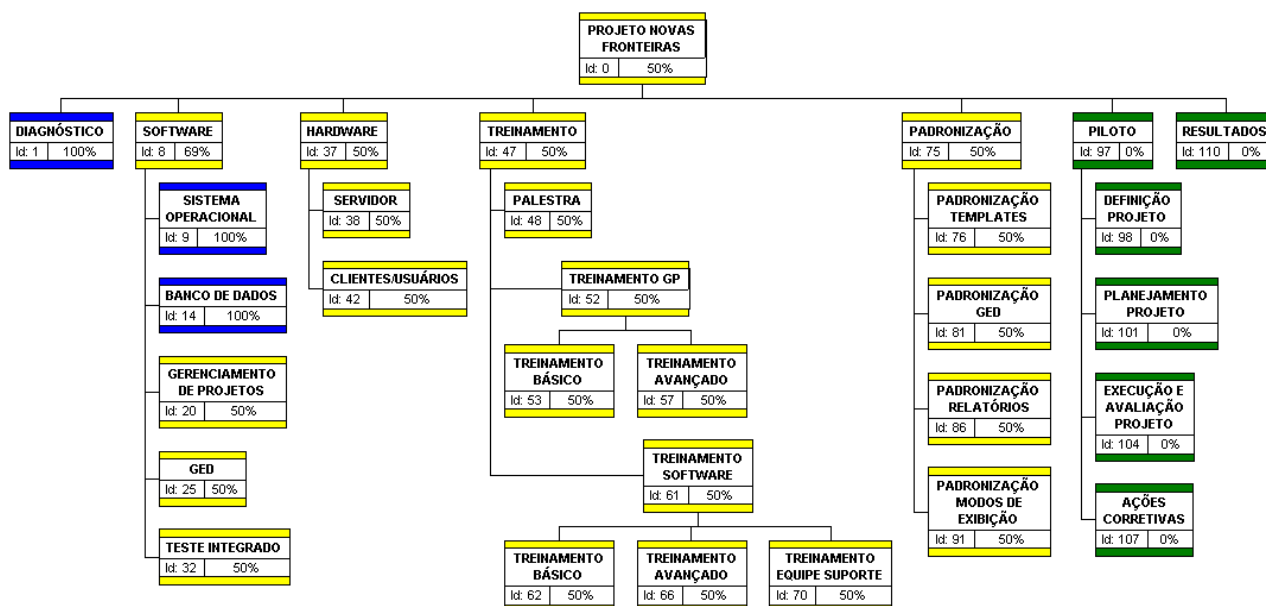 PROJETO NOVAS
FRONTEIRAS
Id: 0 50%
DIAGNÓSTICO
Id: 1 100%
SOFTWARE
Id: 8 69%
HARDWARE
Id: 37 50%
TREINAMENTO
Id: 47 50%
PADRONIZAÇÃO
Id: 75 50%
PILOTO
Id: 97 0%
RESULTADOS
Id: 110 0%
SISTEMA
OPERACIONAL
Id: 9 100%
BANCO DE DADOS
Id: 14 100%
GERENCIAMENTO
DE PROJETOS
Id: 20 50%
GED
Id: 25 50%
TESTE INTEGRADO
Id: 32 50%
SERVIDOR
Id: 38 50%
CLIENTES/USUÁRIOS
Id: 42 50%
PALESTRA
Id: 48 50%
TREINAMENTO GP
Id: 52 50%
TREINAMENTO
BÁSICO
Id: 53 50%
TREINAMENTO
AVANÇADO
Id: 57 50%
TREINAMENTO
SOFTWARE
Id: 61 50%
TREINAMENTO
BÁSICO
Id: 62 50%
TREINAMENTO
AVANÇADO
Id: 66 50%
TREINAMENTO
EQUIPE SUPORTE
Id: 70 50%
PADRONIZAÇÃO
TEMPLATES
Id: 76 50%
PADRONIZAÇÃO
GED
Id: 81 50%
PADRONIZAÇÃO
RELATÓRIOS
Id: 86 50%
PADRONIZAÇÃO
MODOS DE
EXIBIÇÃO
Id: 91 50%
DEFINIÇÃO
PROJETO
Id: 98 0%
PLANEJAMENTO
PROJETO
Id: 101 0%
EXECUÇÃO E
AVALIAÇÃO
PROJETO
Id: 104 0%
AÇÕES
CORRETIVAS
Id: 107 0%